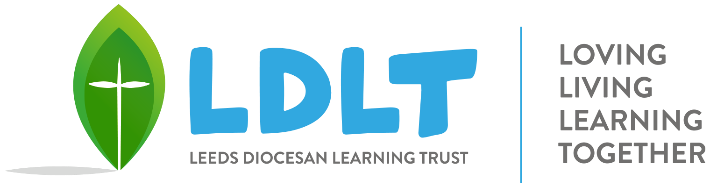 LDLT
LEEDS DIOCESAN LEARNING TRUST
LOVING
LIVING
LEARNING
TOGETHER